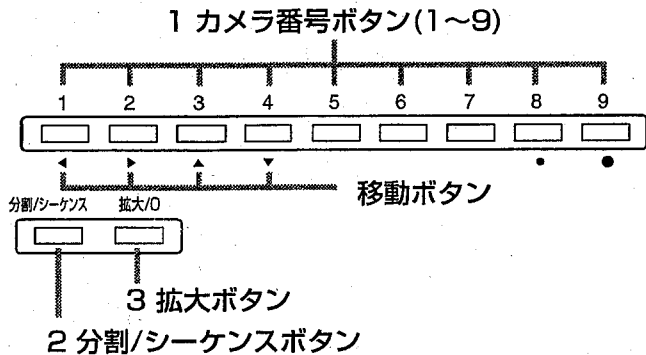 1 カメラ番号ボタン(1〜9)
1 2 3 4 5 6 7 8 9
◀ ▶ ▲ ▼ ● ●
移動ボタン
分割/シーケンス 拡大/0
3 拡大ボタン
2 分割/シーケンスボタン